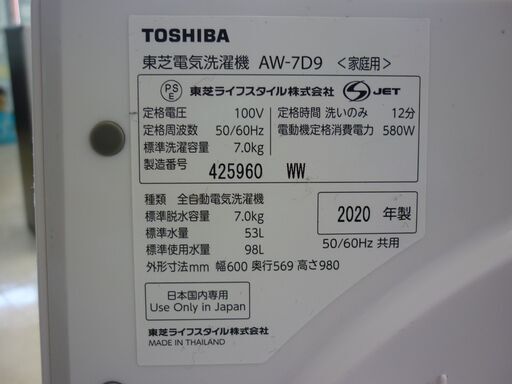 TOSHIBA
東芝電気洗濯機 AW-7D9 <家庭用>
PSE 東芝ライフスタイル株式会社 S JET
定格電圧 100V
定格周波数 50/60Hz
標準洗濯容量 7.0kg
製造番号
定格時間 洗いのみ 12分
電動機定格消費電力 580W
425960 WW
種類 全自動電気洗濯機
標準脱水容量 7.0kg
標準水量 53L
標準使用水量 98L
外形寸法mm 幅600 奥行569 高さ980
2020 年製
50/60Hz 共用
日本国内専用
Use Only in Japan
東芝ライフスタイル株式会社
MADE IN THAILAND